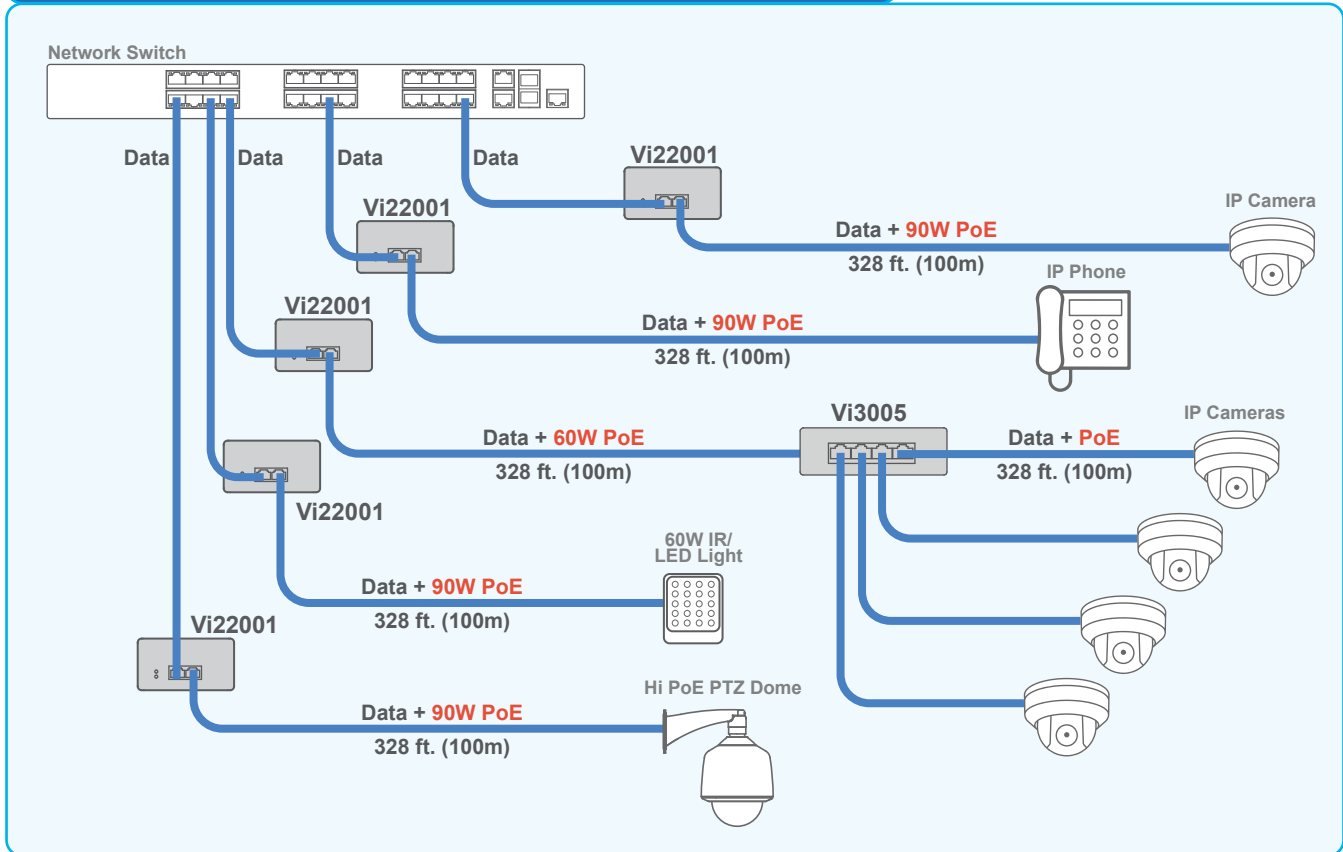 Network Switch
Data
Data
Data
Data
Vi22001
Vi22001
IP Camera
Data + 90W PoE
328 ft. (100m)
IP Phone
Vi22001
Data + 90W PoE
328 ft. (100m)
Vi3005
IP Cameras
Data + 60W PoE
328 ft. (100m)
Data + PoE
328 ft. (100m)
Vi22001
60W IR/
LED Light
Data + 90W PoE
328 ft. (100m)
Vi22001
Hi PoE PTZ Dome
Data + 90W PoE
328 ft. (100m)